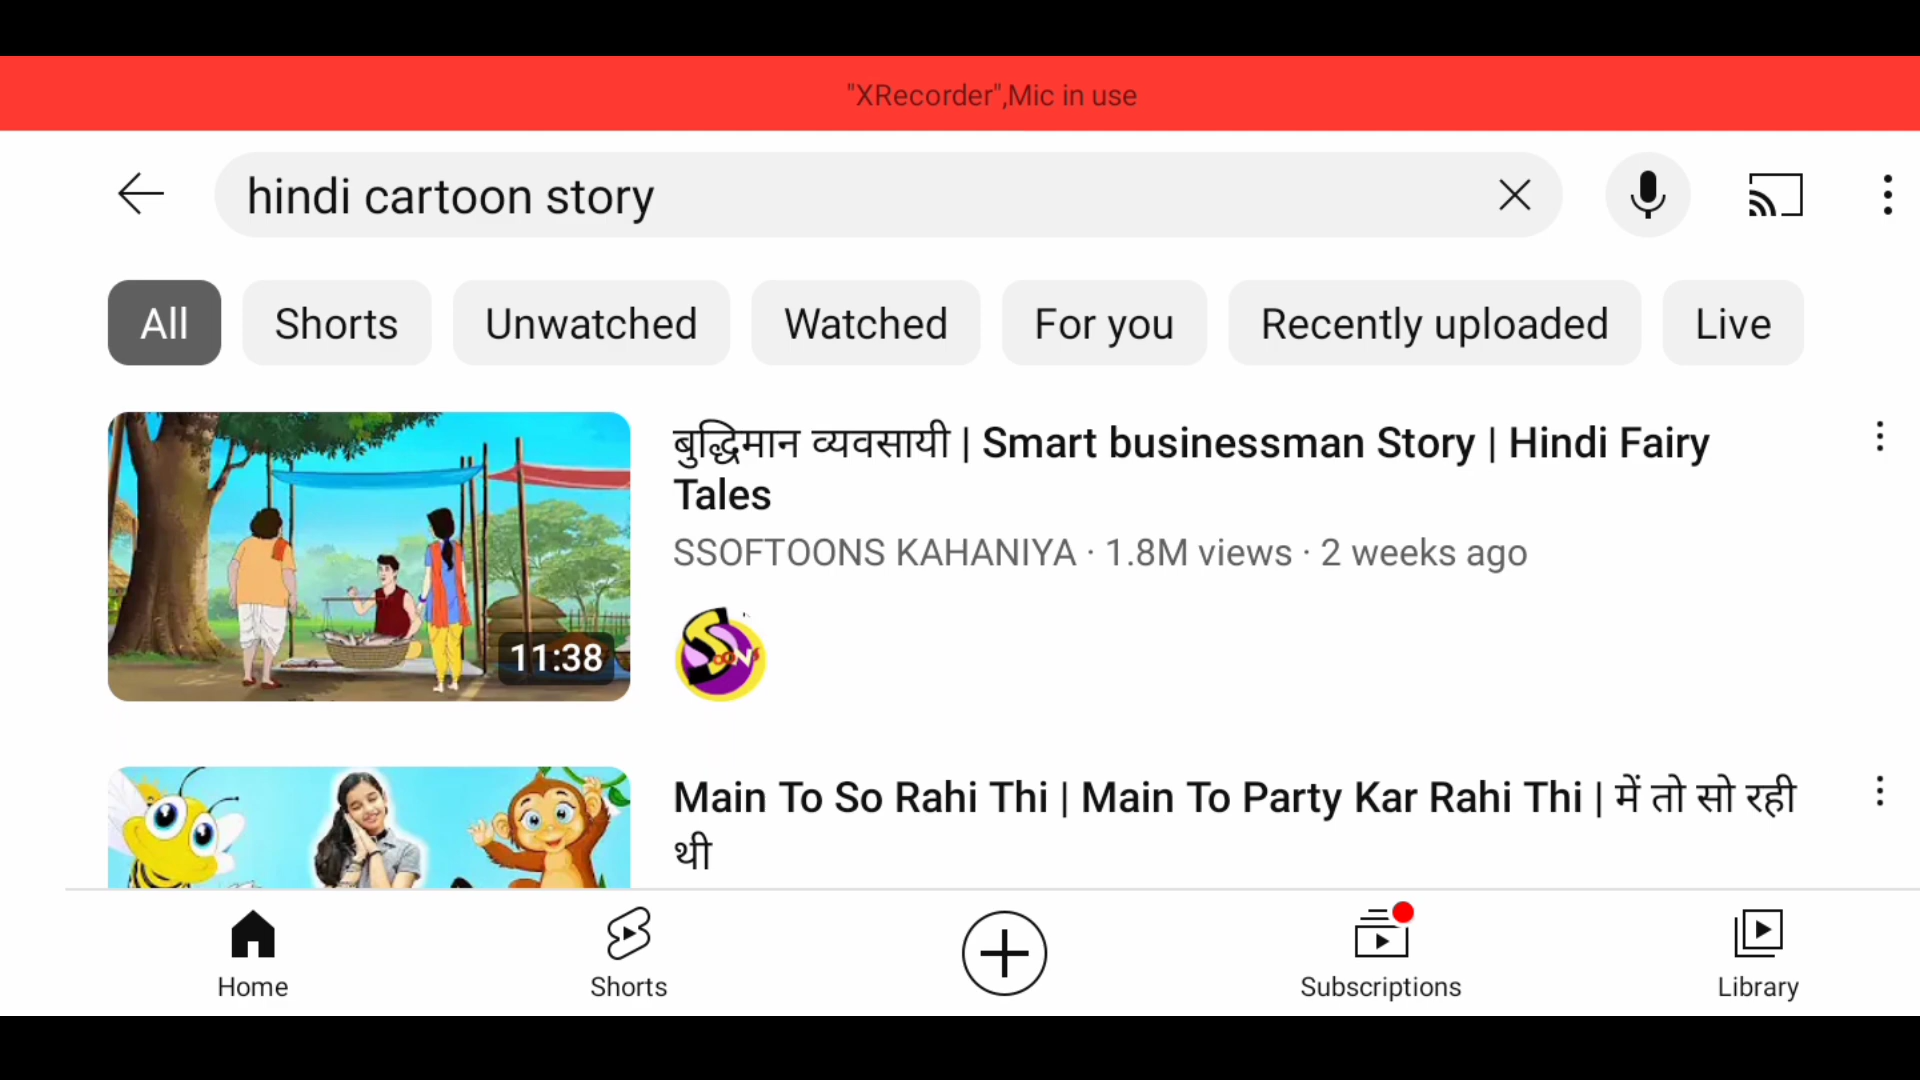 "XRecorder",Mic in use
hindi cartoon story
All Shorts Unwatched Watched For you Recently uploaded Live
बुद्धिमान व्यवसायी | Smart businessman Story | Hindi Fairy
Tales
SSOFTOONS KAHANIYA · 1.8M views · 2 weeks ago
11:38
Main To So Rahi Thi | Main To Party Kar Rahi Thi | में तो सो रही
थी
Home Shorts Subscriptions Library